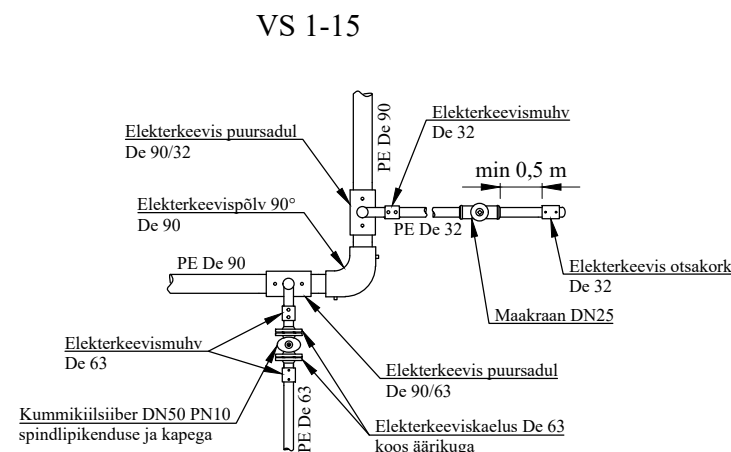 VS 1-15
Elekterkeevis puursadul
De 90/32
PE De 90
Elekterkeevismuhv
De 32
min 0,5 m
Elekterkeevispõlv 90°
De 90
PE De 32
PE De 90
Elekterkeevis otsakork
De 32
Maakraan DN25
Elekterkeevismuhv
De 63
Elekterkeevis puursadul
De 90/63
Kummikiilsiiber DN50 PN10
spindlipikenduse ja kapega
PE De 63
Elekterkeeviskaelus De 63
koos äärikuga